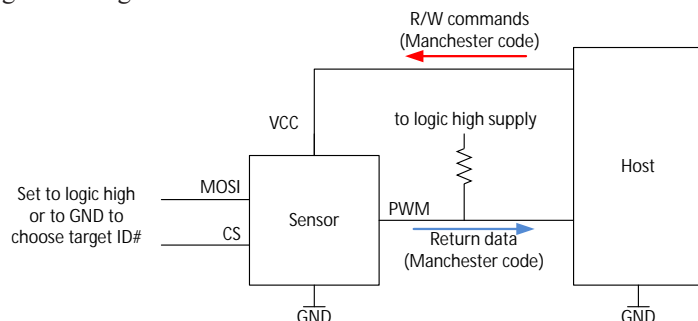 R/W commands
(Manchester code)
VCC
to logic high supply
Host
Set to logic high
or to GND to
choose target ID#
MOSI
CS
Sensor
PWM
Return data
(Manchester code)
GND
GND